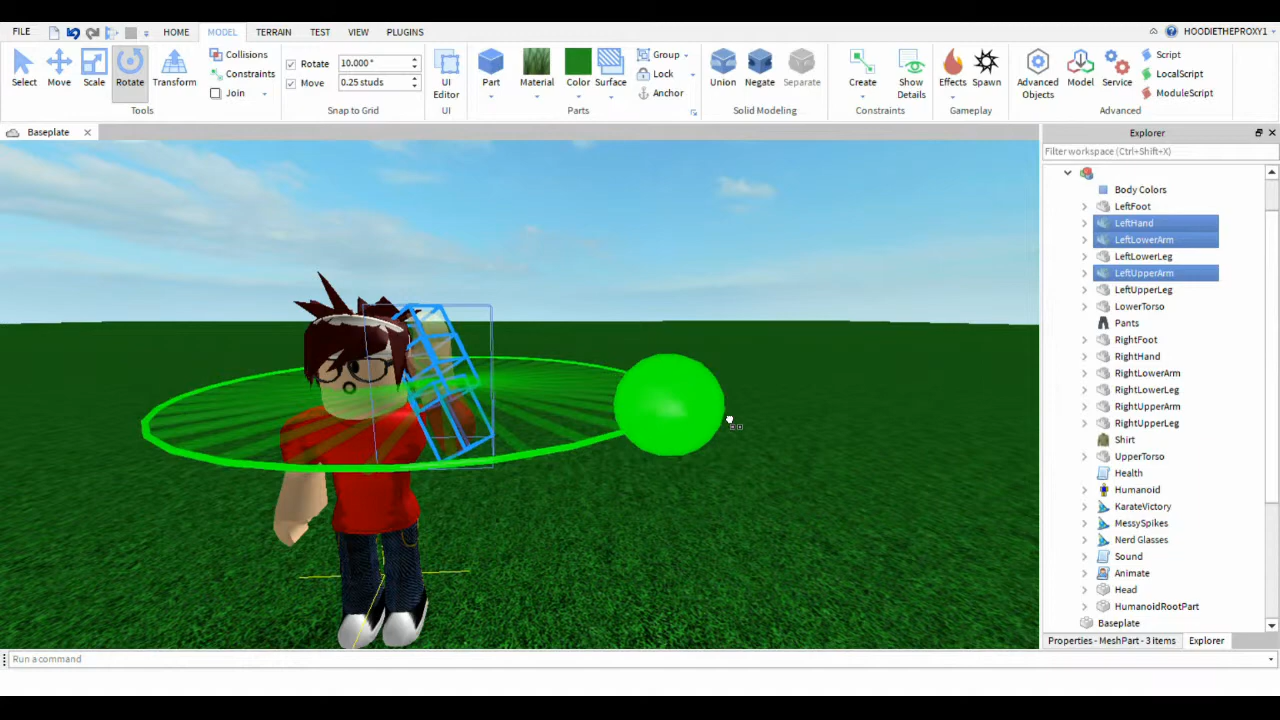 FILE HOME MODEL TERRAIN TEST VIEW PLUGINS HOODIETHEPROXY1
Select Move Scale Rotate Transform
Collisions
Constraints
Join
Tools
Rotate 10.000 °
Move 0.25 studs
Snap to Grid
UI Editor
UI
Part Material Color Surface
Group
Lock
Anchor
Parts
Union Negate Separate
Solid Modeling
Create Show Details
Constraints
Effects Spawn
Gameplay
Advanced Objects Model Service
Script
LocalScript
ModuleScript
Advanced
Baseplate
Explorer
Filter workspace (Ctrl+Shift+X)
Body Colors
LeftFoot
LeftHand
LeftLowerArm
LeftLowerLeg
LeftUpperArm
LeftUpperLeg
LowerTorso
Pants
RightFoot
RightHand
RightLowerArm
RightLowerLeg
RightUpperArm
RightUpperLeg
Shirt
UpperTorso
Health
Humanoid
KarateVictory
MessySpikes
Nerd Glasses
Sound
Animate
Head
HumanoidRootPart
Baseplate
Properties - MeshPart - 3 items Explorer
Run a command